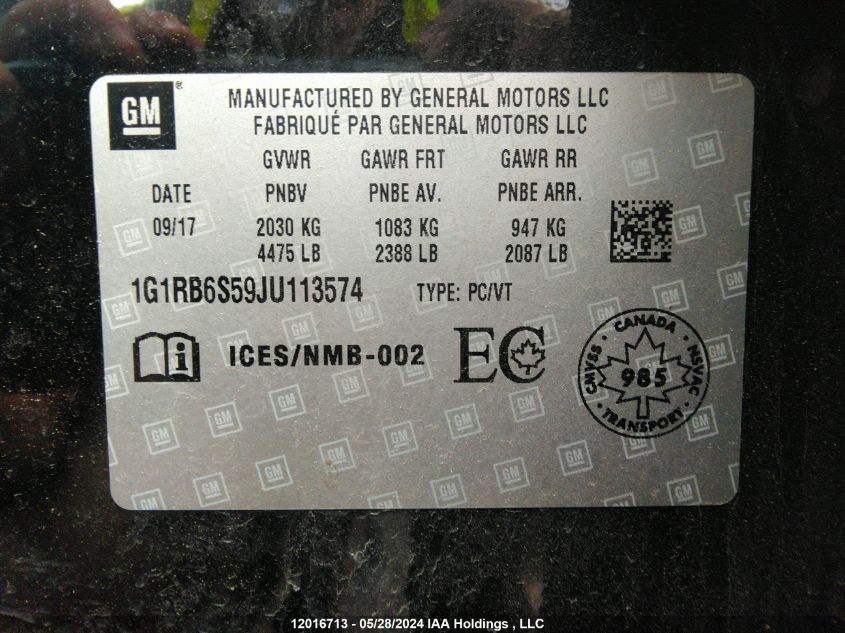 GM ®
MANUFACTURED BY GENERAL MOTORS LLC
FABRIQUÉ PAR GENERAL MOTORS LLC
GVWR GAWR FRT GAWR RR
DATE PNBV PNBE AV. PNBE ARR.
09/17 2030 KG 1083 KG 947 KG
4475 LB 2388 LB 2087 LB
1G1RB6S59JU113574 TYPE: PC/VT
i ICES/NMB-002 EC
CANADA
CMVSS · 985 · NSVAC
TRANSPORT
12016713 - 05/28/2024 IAA Holdings , LLC